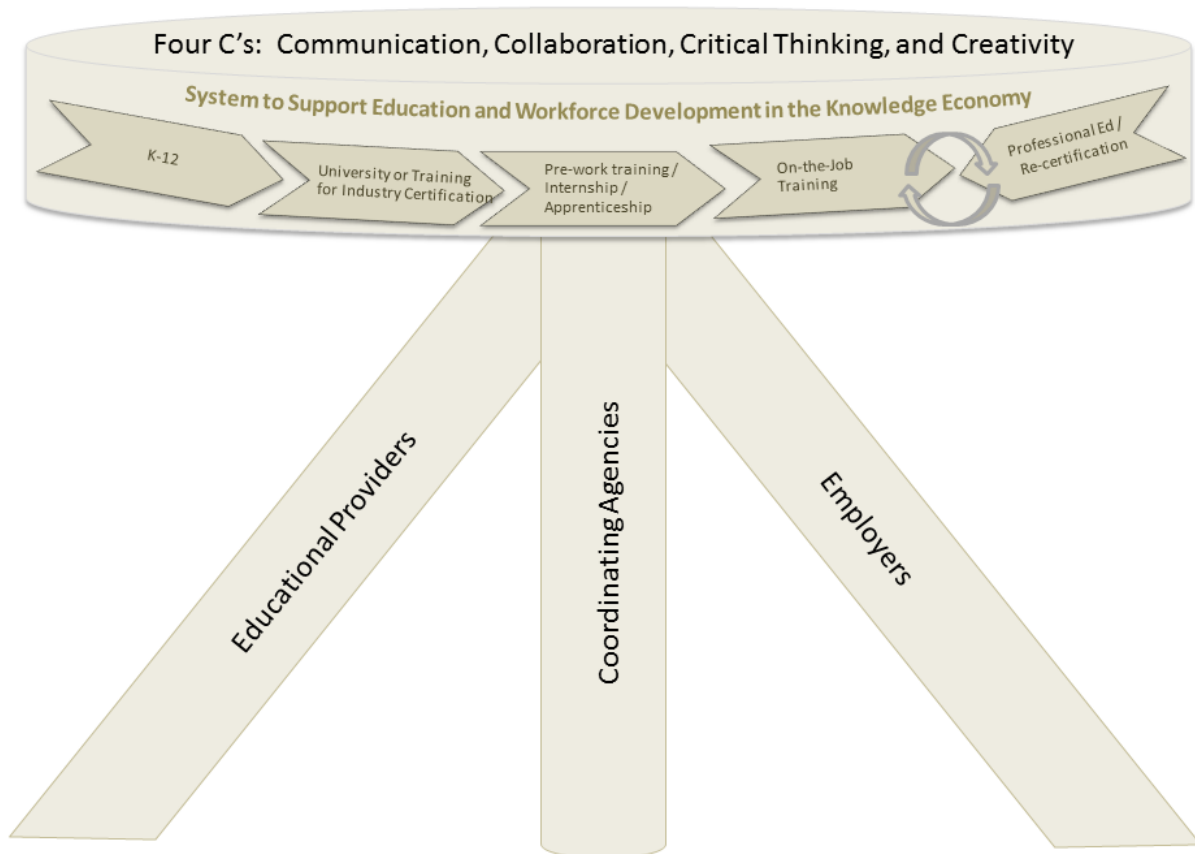 Four C's:  Communication, Collaboration, Critical Thinking, and Creativity
System to Support Education and Workforce Development in the Knowledge Economy
K-12
University or Training
for Industry Certification
Pre-work training /
Internship /
Apprenticeship
On-the-Job
Training
Professional Ed /
Re-certification
Educational Providers
Coordinating Agencies
Employers